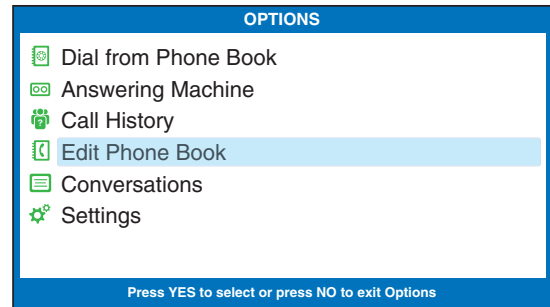 OPTIONS
Dial from Phone Book
Answering Machine
Call History
Edit Phone Book
Conversations
Settings
Press YES to select or press NO to exit Options